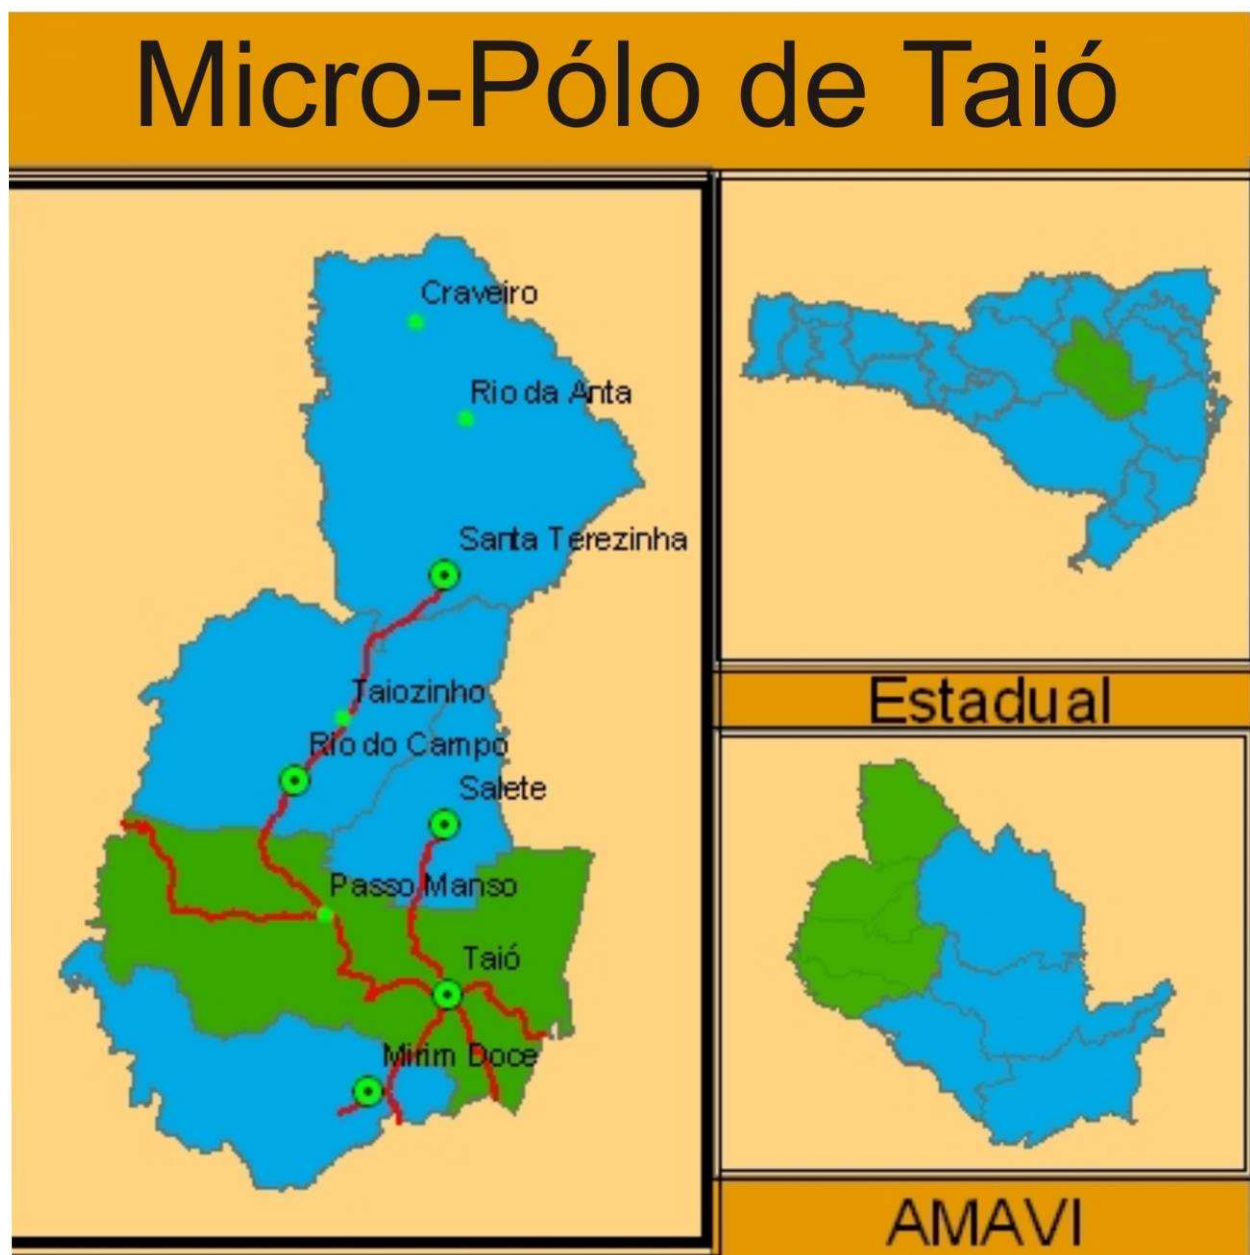 Micro-Pólo de Taió
Craveiro
Rio da Anta
Santa Terezinha
Taiozinho
Rio do Campo
Salete
Passo Manso
Taió
Mirim Doce
Estadual
AMAVI